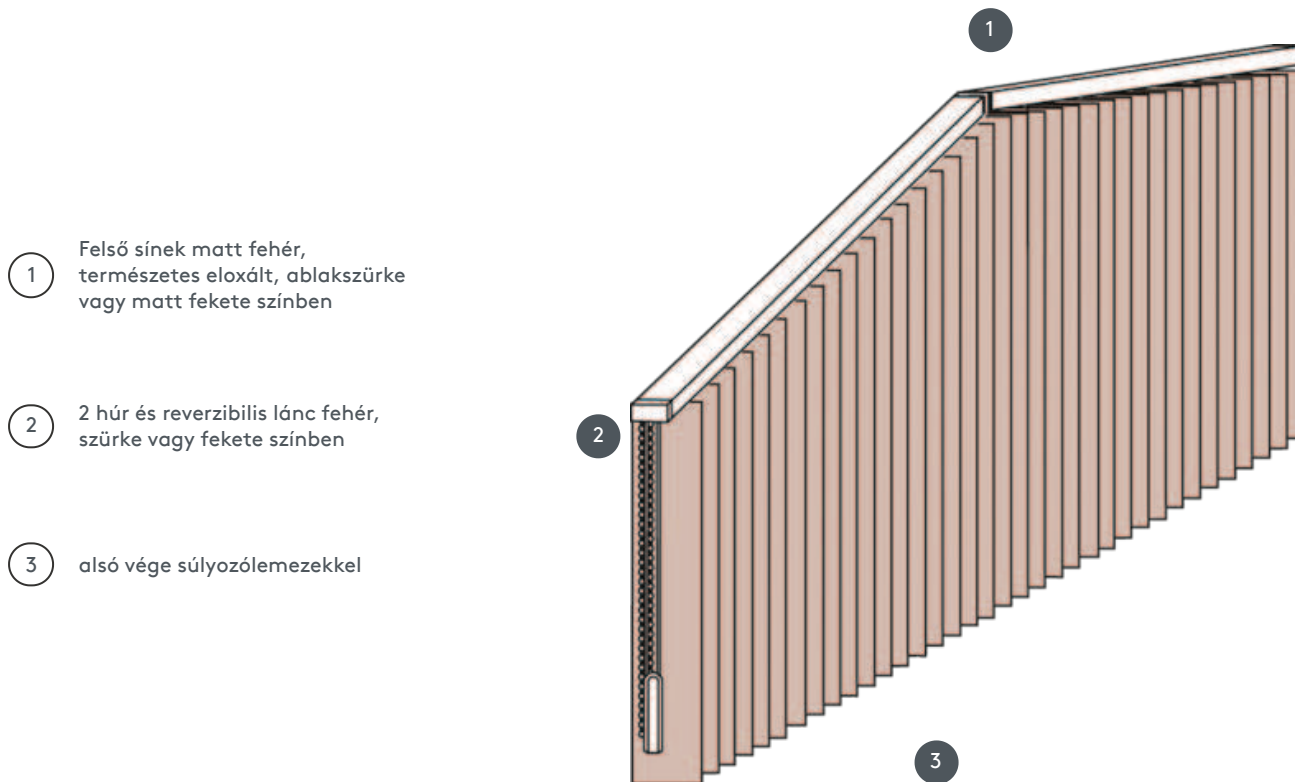 1
1
Felső sínek matt fehér,
természetes eloxált, ablakszürke
vagy matt fekete színben
2
2 húr és reverzibilis lánc fehér,
szürke vagy fekete színben
2
3
alsó vége súlyozólemezekkel
3